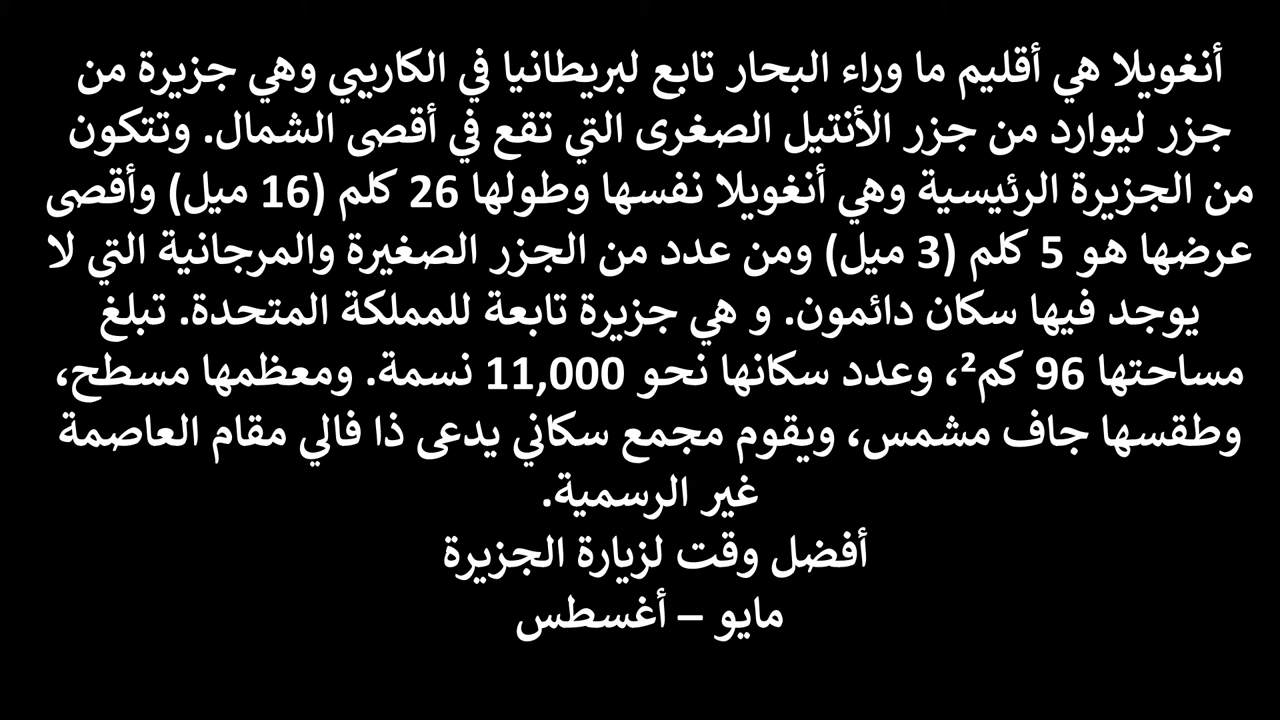 أنغويلا هي أقليم ما وراء البحار تابع لبريطانيا في الكاريبي وهي جزيرة من
جزر ليوارد من جزر الأنتيل الصغرى التي تقع في أقصى الشمال. وتتكون
من الجزيرة الرئيسية وهي أنغويلا نفسها وطولها 26 كلم (16 ميل) وأقصى
عرضها هو 5 كلم (3 ميل) ومن عدد من الجزر الصغيرة والمرجانية التي لا
يوجد فيها سكان دائمون. و هي جزيرة تابعة للمملكة المتحدة. تبلغ
مساحتها 96 كم²، وعدد سكانها نحو 11,000 نسمة. ومعظمها مسطح،
وطقسها جاف مشمس، ويقوم مجمع سكاني يدعى ذا فالي مقام العاصمة
غير الرسمية.
أفضل وقت لزيارة الجزيرة
مايو – أغسطس